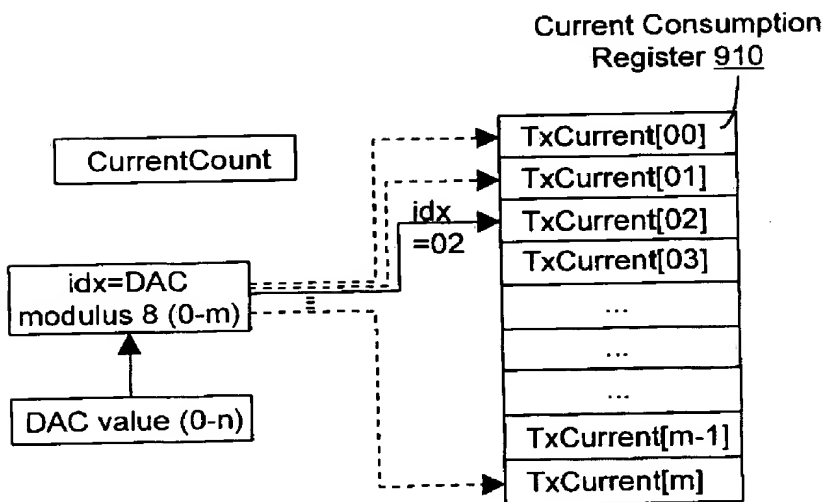 Current Consumption
Register 910
CurrentCount
idx=DAC
modulus 8 (0-m)
DAC value (0-n)
idx
=02
TxCurrent[00]
TxCurrent[01]
TxCurrent[02]
TxCurrent[03]
...
...
...
TxCurrent[m-1]
TxCurrent[m]